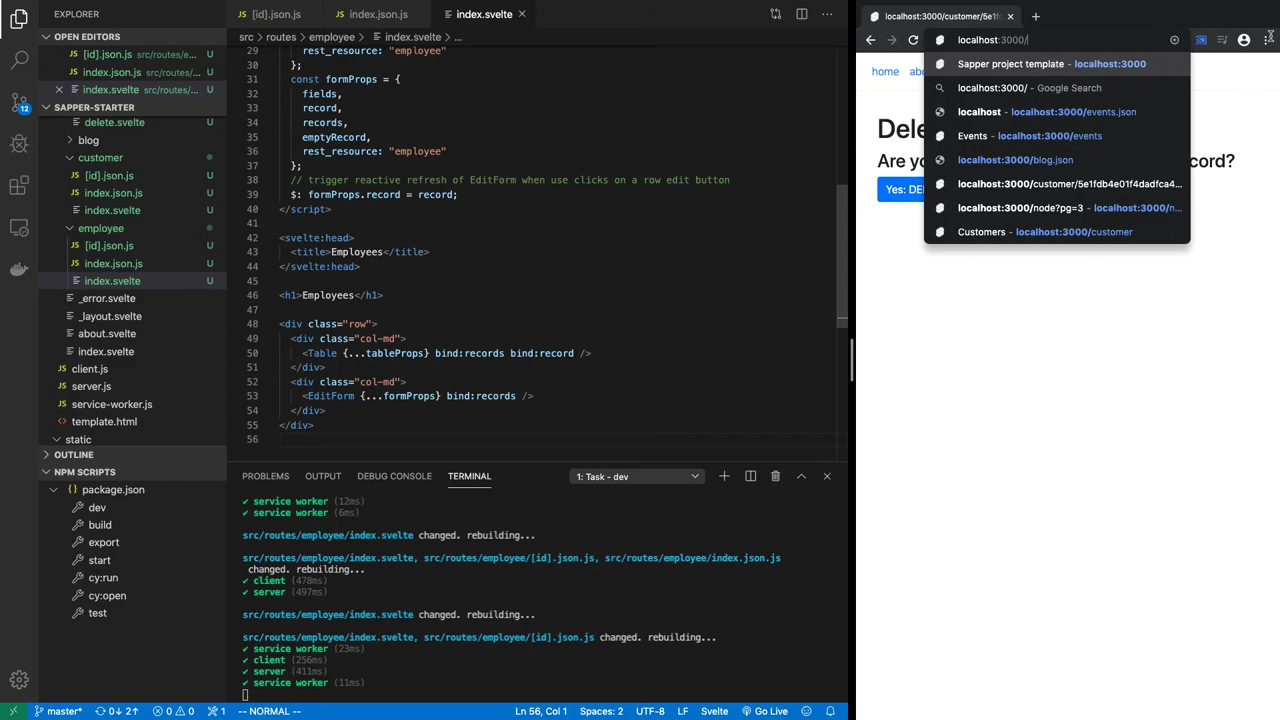 EXPLORER
OPEN EDITORS
[id].json.js src/routes/e...
index.json.js src/routes/...
index.svelte src/routes/...
SAPPER-STARTER
delete.svelte U
blog
customer
[id].json.js U
index.json.js U
index.svelte U
employee
[id].json.js U
index.json.js U
index.svelte U
_error.svelte U
_layout.svelte U
about.svelte U
index.svelte U
client.js
server.js
service-worker.js
template.html
static
OUTLINE
NPM SCRIPTS
package.json
dev
build
export
start
cy:run
cy:open
test
12
[id].json.js
index.json.js
index.svelte
src > routes > employee > index.svelte > ...
29 rest_resource: "employee"
30 };
31 const formProps = {
32 fields,
33 record,
34 records,
35 emptyRecord,
36 rest_resource: "employee"
37 };
38 // trigger reactive refresh of EditForm when use clicks on a row edit button
39 $: formProps.record = record;
40 </script>
41
42 <svelte:head>
43 <title>Employees</title>
44 </svelte:head>
45
46 <h1>Employees</h1>
47
48 <div class="row">
49 <div class="col-md">
50 <Table {...tableProps} bind:records bind:record />
51 </div>
52 <div class="col-md">
53 <EditForm {...formProps} bind:records />
54 </div>
55 </div>
56
PROBLEMS OUTPUT DEBUG CONSOLE TERMINAL 1: Task - dev
✔ service worker (12ms)
✔ service worker (6ms)
src/routes/employee/index.svelte changed. rebuilding...
src/routes/employee/index.svelte, src/routes/employee/[id].json.js, src/routes/employee/index.json.js
changed. rebuilding...
✔ client (478ms)
✔ server (497ms)
src/routes/employee/index.svelte changed. rebuilding...
src/routes/employee/index.svelte, src/routes/employee/[id].json.js changed. rebuilding...
✔ service worker (23ms)
✔ client (256ms)
✔ server (411ms)
✔ service worker (11ms)
master* 0↓ 2↑ 0 0 1 -- NORMAL -- Ln 56, Col 1 Spaces: 2 UTF-8 LF Svelte Go Live
localhost:3000/customer/5e1f
localhost:3000/
Sapper project template - localhost:3000
localhost:3000/ - Google Search
localhost - localhost:3000/events.json
Events - localhost:3000/events
localhost:3000/blog.json
localhost:3000/customer/5e1fdb4e01f4dadfca4...
localhost:3000/node?pg=3 - localhost:3000/n...
Customers - localhost:3000/customer
home abo
Dele
Are yo
cord?
Yes: DEL